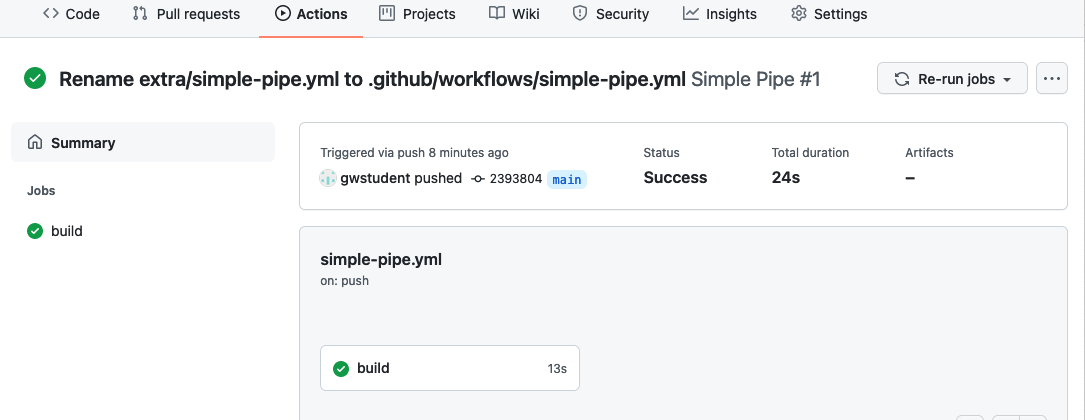 Code Pull requests Actions Projects Wiki Security Insights Settings
Rename extra/simple-pipe.yml to .github/workflows/simple-pipe.yml Simple Pipe #1 Re-run jobs
Summary
Jobs
build
Triggered via push 8 minutes ago Status Total duration Artifacts
gwstudent pushed 2393804 main Success 24s –
simple-pipe.yml
on: push
build 13s